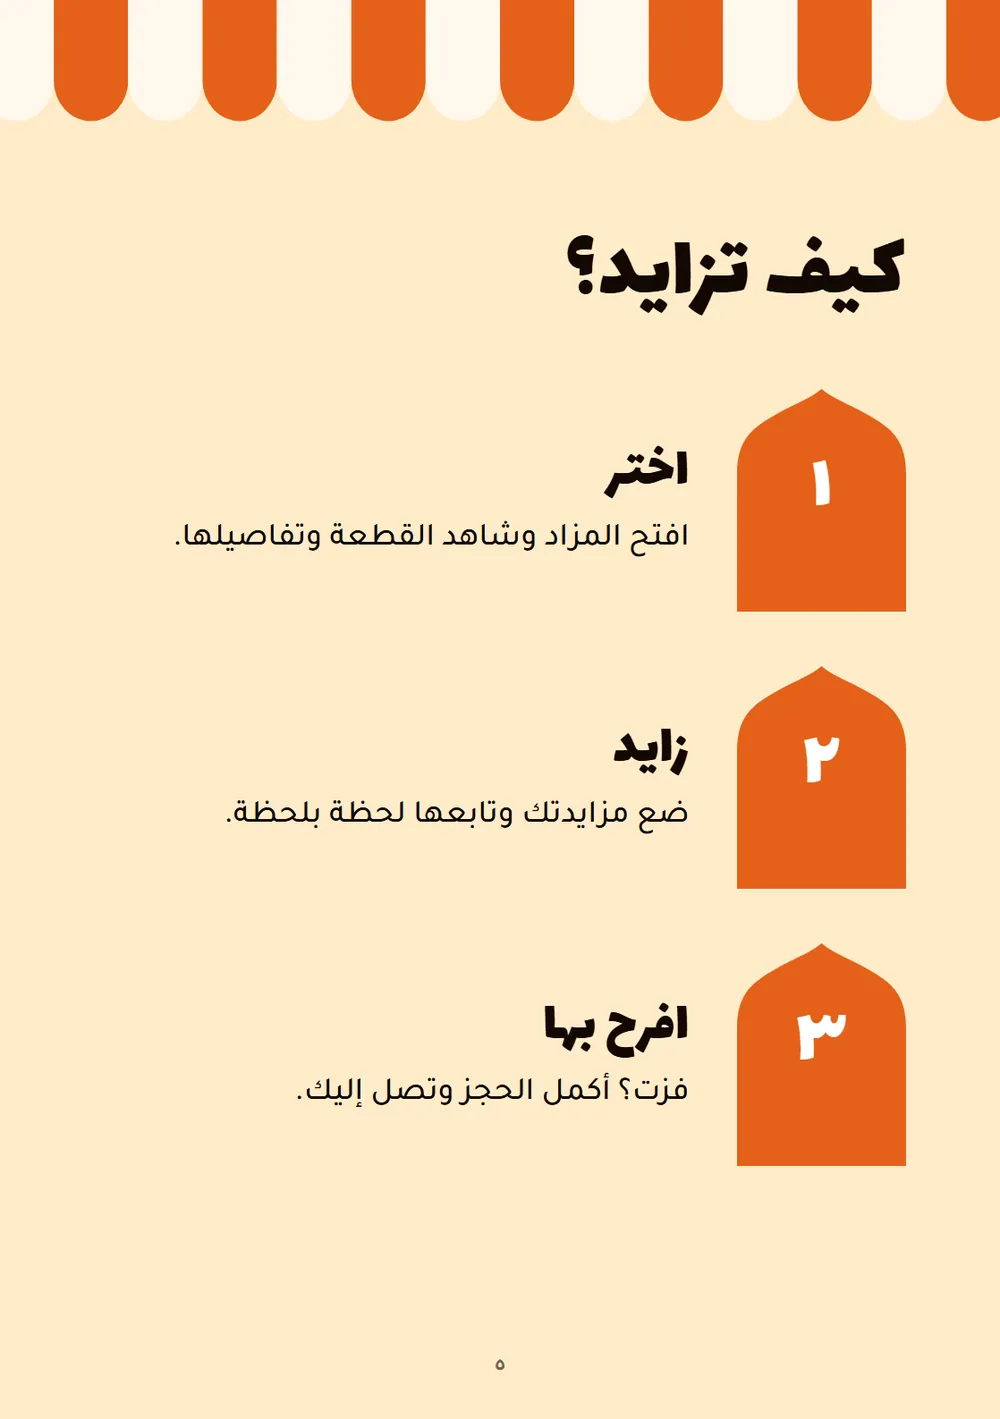 كيف تزايد؟
١
اختر
افتح المزاد وشاهد القطعة وتفاصيلها.
٢
زايد
ضع مزايدتك وتابعها لحظة بلحظة.
٣
افرح بها
فزت؟ أكمل الحجز وتصل إليك.
٥